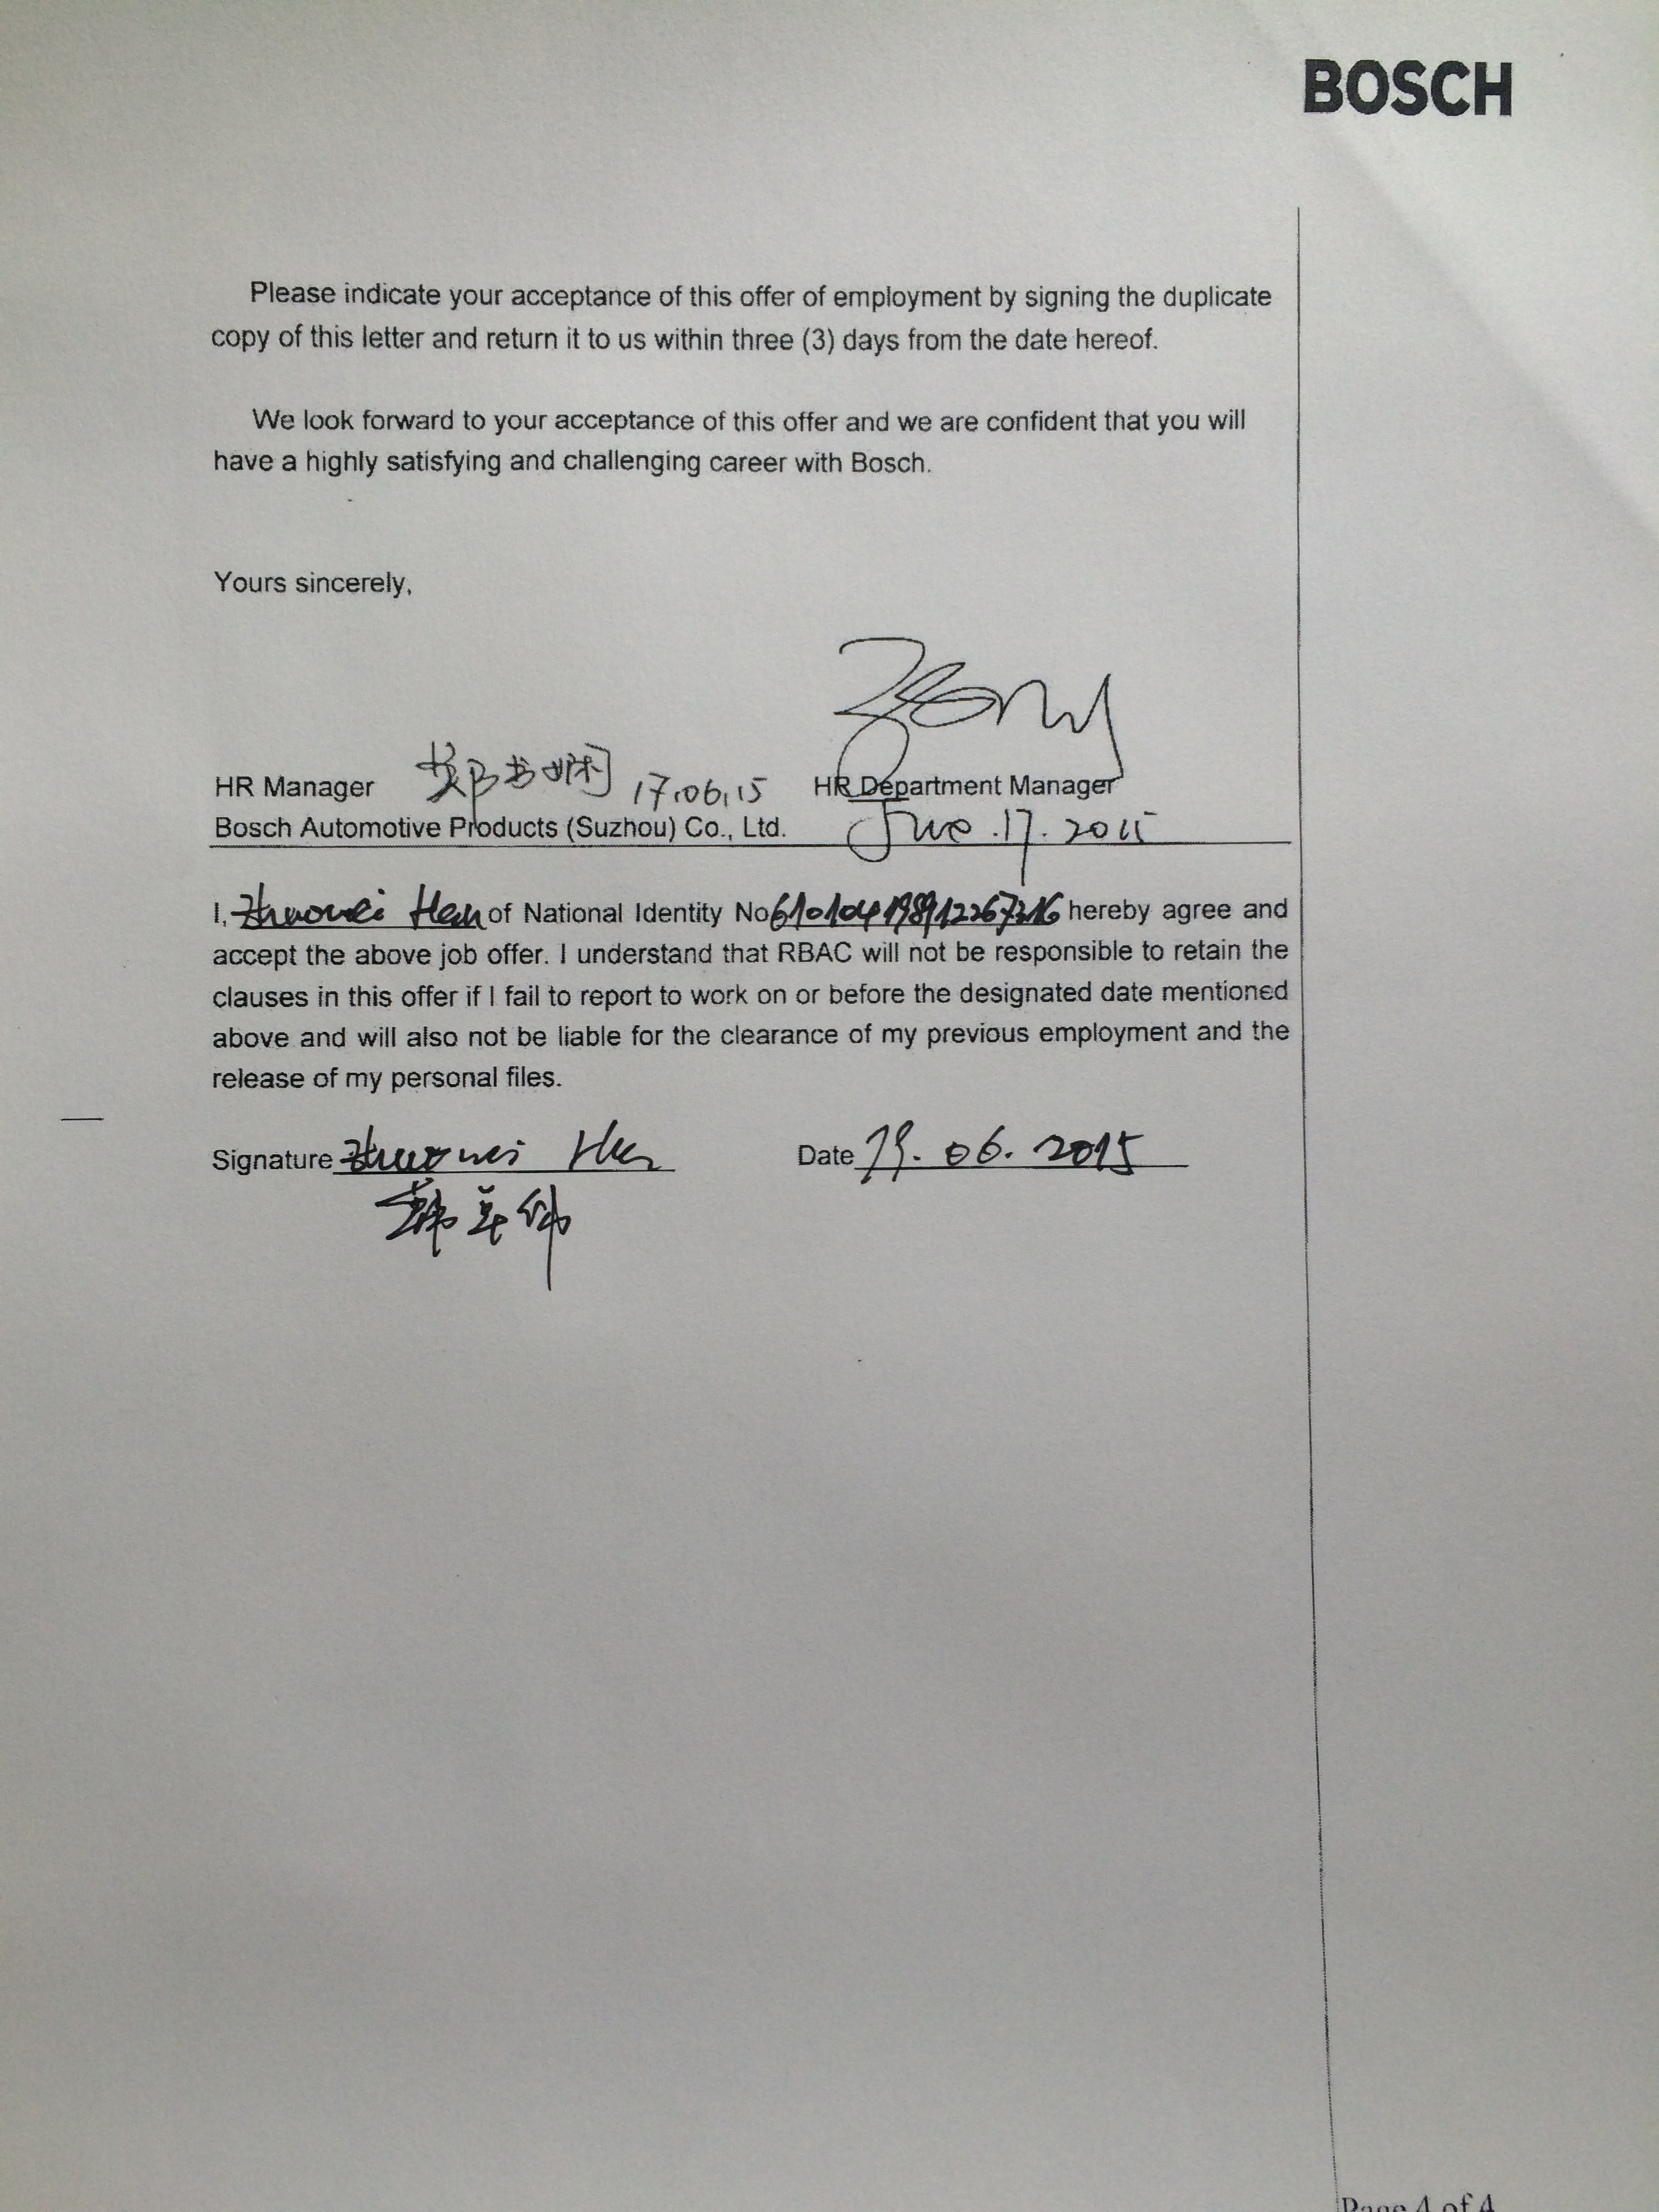 BOSCH
Please indicate your acceptance of this offer of employment by signing the duplicate
copy of this letter and return it to us within three (3) days from the date hereof.
We look forward to your acceptance of this offer and we are confident that you will
have a highly satisfying and challenging career with Bosch.
Yours sincerely,
HR Manager 17.06.15 HR Department Manager
Bosch Automotive Products (Suzhou) Co., Ltd. June.17.2015
I, Zhuowei Han of National Identity No 610104198912267316 hereby agree and
accept the above job offer. I understand that RBAC will not be responsible to retain the
clauses in this offer if I fail to report to work on or before the designated date mentioned
above and will also not be liable for the clearance of my previous employment and the
release of my personal files.
Signature Zhuowei Han Date 19.06.2015
韩卓伟
Page 4 of 4